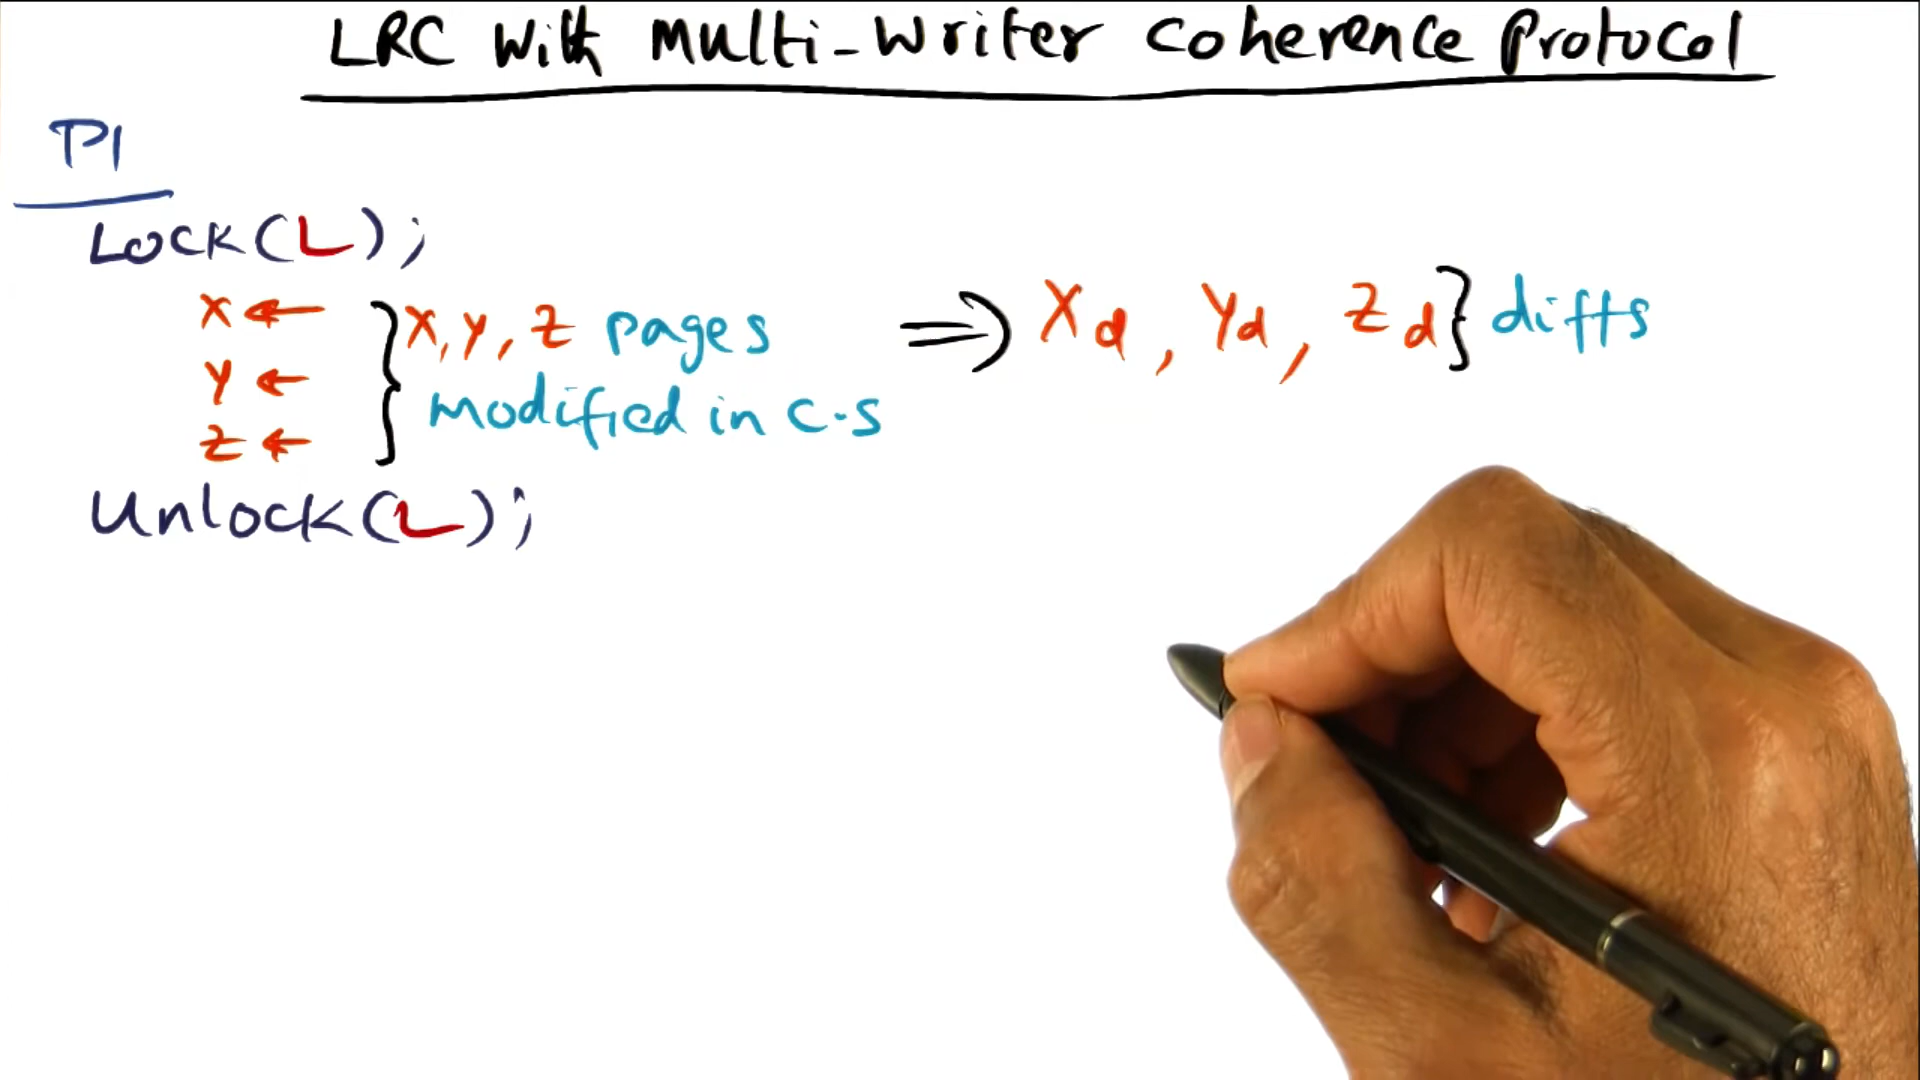 LRC with Multi-Writer Coherence Protocol
P1
Lock(L);
X ←
Y ←
Z ←
X, Y, Z pages
modified in C.S
⇒ Xd, Yd, Zd } diffs
Unlock(L);